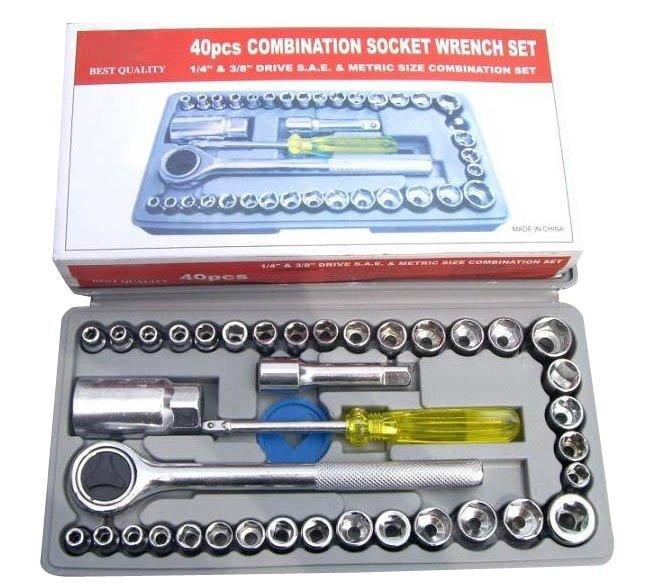 40pcs COMBINATION SOCKET WRENCH SET
BEST QUALITY
1/4" & 3/8" DRIVE S.A.E. & METRIC SIZE COMBINATION SET
MADE IN CHINA
1/4" & 3/8" DRIVE S.A.E. & METRIC SIZE COMBINATION SET
BEST QUALITY
40pcs